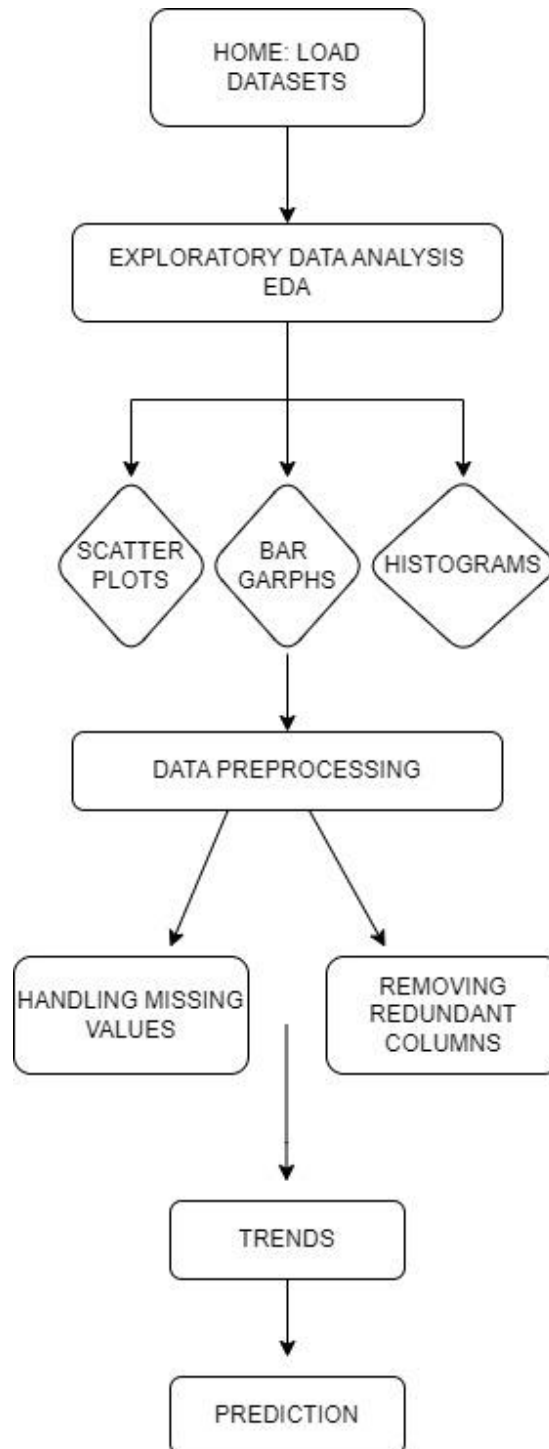 HOME: LOAD
DATASETS
EXPLORATORY DATA ANALYSIS
EDA
SCATTER
PLOTS
BAR
GARPHS
HISTOGRAMS
DATA PREPROCESSING
HANDLING MISSING
VALUES
REMOVING
REDUNDANT
COLUMNS
TRENDS
PREDICTION